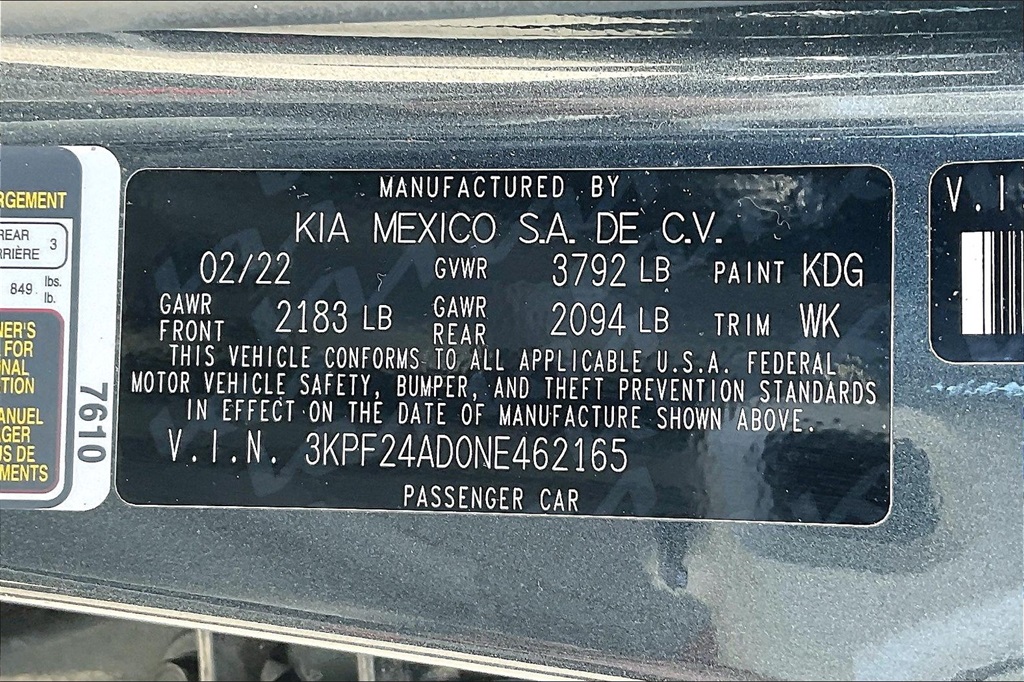 RGEMENT
REAR
RRIÈRE 3
849. lbs.
lb.
NER'S
FOR
NAL
TION
ANUEL
AGER
US DE
MENTS
7610
MANUFACTURED BY
KIA MEXICO S.A. DE C.V.
02/22 GVWR 3792 LB PAINT KDG
GAWR FRONT 2183 LB GAWR REAR 2094 LB TRIM WK
THIS VEHICLE CONFORMS TO ALL APPLICABLE U.S.A. FEDERAL
MOTOR VEHICLE SAFETY, BUMPER, AND THEFT PREVENTION STANDARDS
IN EFFECT ON THE DATE OF MANUFACTURE SHOWN ABOVE.
V.I.N. 3KPF24AD0NE462165
PASSENGER CAR
V.I